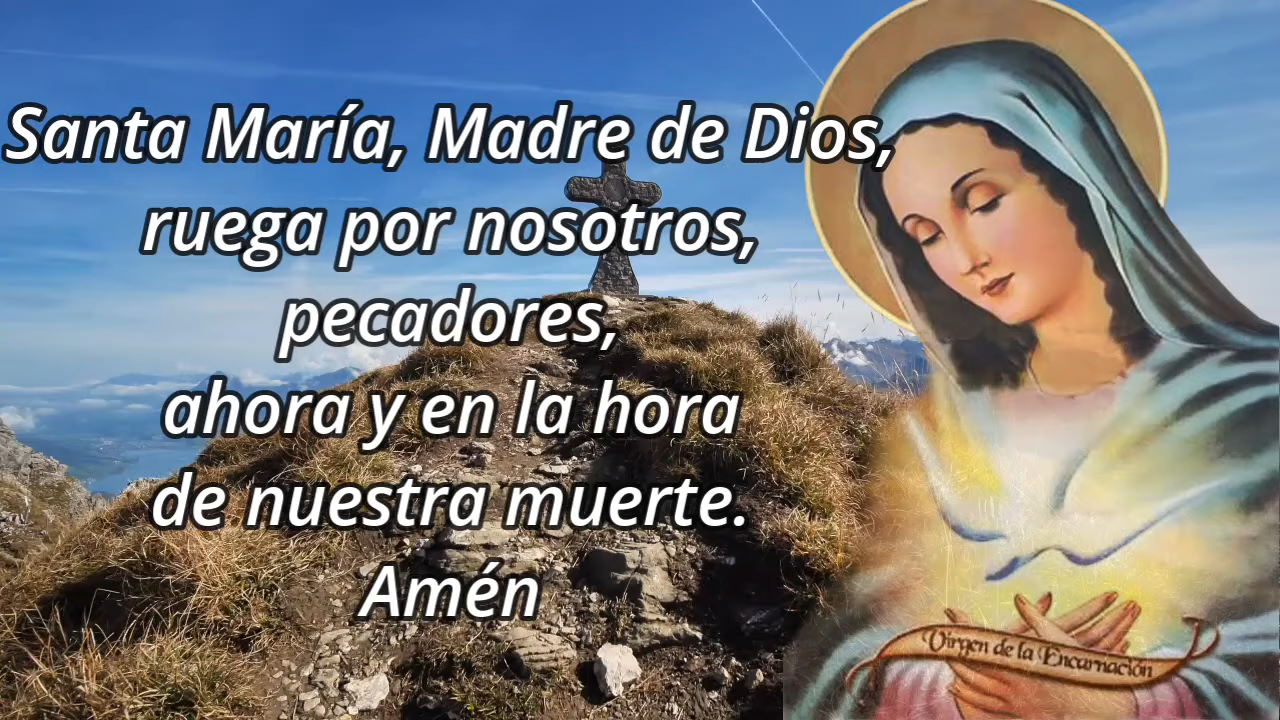 Santa María, Madre de Dios,
ruega por nosotros,
pecadores,
ahora y en la hora
de nuestra muerte.
Amén
Virgen de la Encarnación